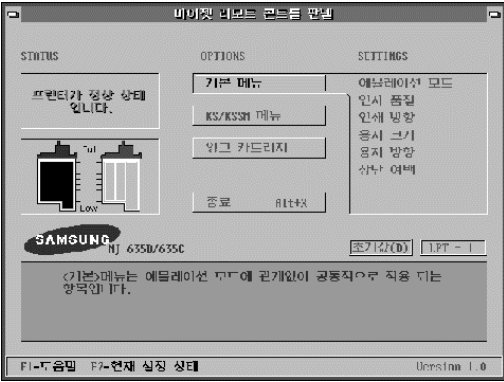 마이젯 리모트 콘트롤 판넬
STATUS
OPTIONS
SETTINGS
프린터가 정상 상태
입니다.
기본 메뉴
KS/KSSM 메뉴
잉크 카트리지
종료 Alt+X
에뮬레이션 모드
인자 품질
인쇄 방향
용지 크기
용지 방향
상단 여백
Full
Low
SAMSUNG MJ 635D/635C
초기값(D)
LPT - 1
<기본>메뉴는 에뮬레이션 모드에 관계없이 공통적으로 적용 되는
항목입니다.
F1-도움말 F2-현재 설정 상태
Version 1.0